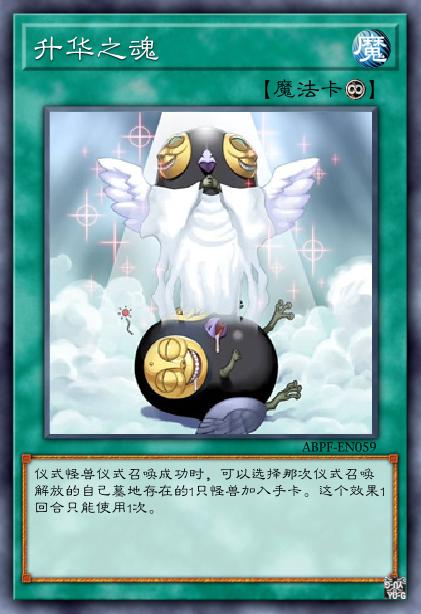 升华之魂
魔
【魔法卡∞】
ABPF-EN059
仪式怪兽仪式召唤成功时，可以选择那次仪式召唤
解放的自己墓地存在的1只怪兽加入手卡。这个效果1
回合只能使用1次。